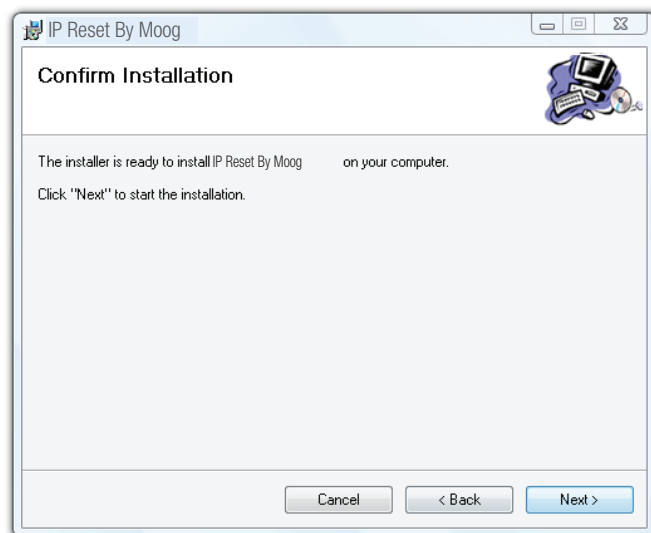 IP Reset By Moog
Confirm Installation
The installer is ready to install IP Reset By Moog on your computer.
Click "Next" to start the installation.
Cancel
< Back
Next >